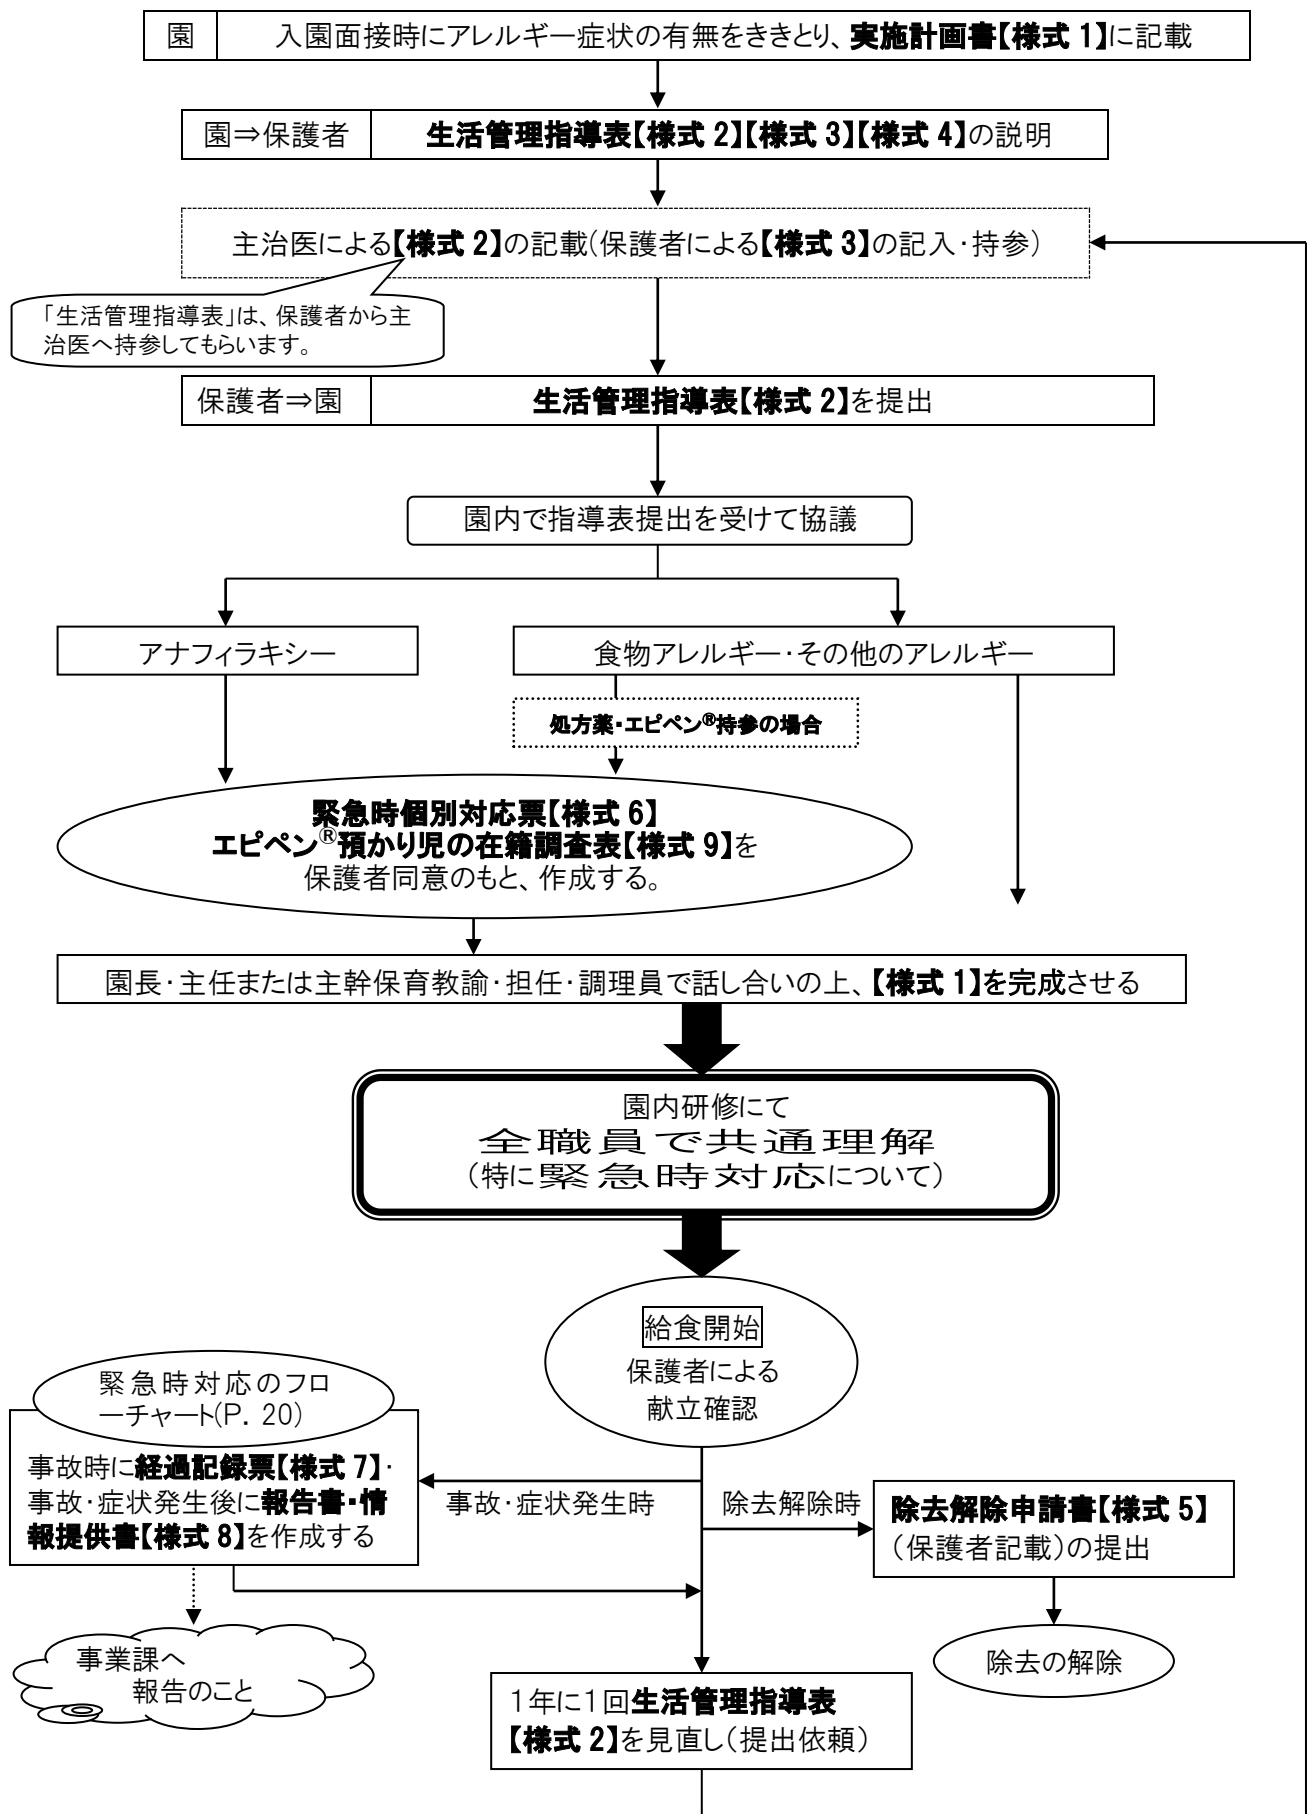 園 入園面接時にアレルギー症状の有無をききとり、実施計画書【様式 1】に記載
園⇒保護者 生活管理指導表【様式 2】【様式 3】【様式 4】の説明
主治医による【様式 2】の記載(保護者による【様式 3】の記入・持参)
「生活管理指導表」は、保護者から主
治医へ持参してもらいます。
保護者⇒園 生活管理指導表【様式 2】を提出
園内で指導表提出を受けて協議
アナフィラキシー
食物アレルギー・その他のアレルギー
処方薬・エピペン®持参の場合
緊急時個別対応票【様式 6】
エピペン®預かり児の在籍調査表【様式 9】を
保護者同意のもと、作成する。
園長・主任または主幹保育教諭・担任・調理員で話し合いの上、【様式 1】を完成させる
園内研修にて
全職員で共通理解
(特に緊急時対応について)
給食開始
保護者による
献立確認
緊急時対応のフロ
ーチャート(P. 20)
事故時に経過記録票【様式 7】・
事故・症状発生後に報告書・情
報提供書【様式 8】を作成する
事故・症状発生時
除去解除時
除去解除申請書【様式 5】
(保護者記載)の提出
事業課へ
報告のこと
除去の解除
1年に1回生活管理指導表
【様式 2】を見直し(提出依頼)